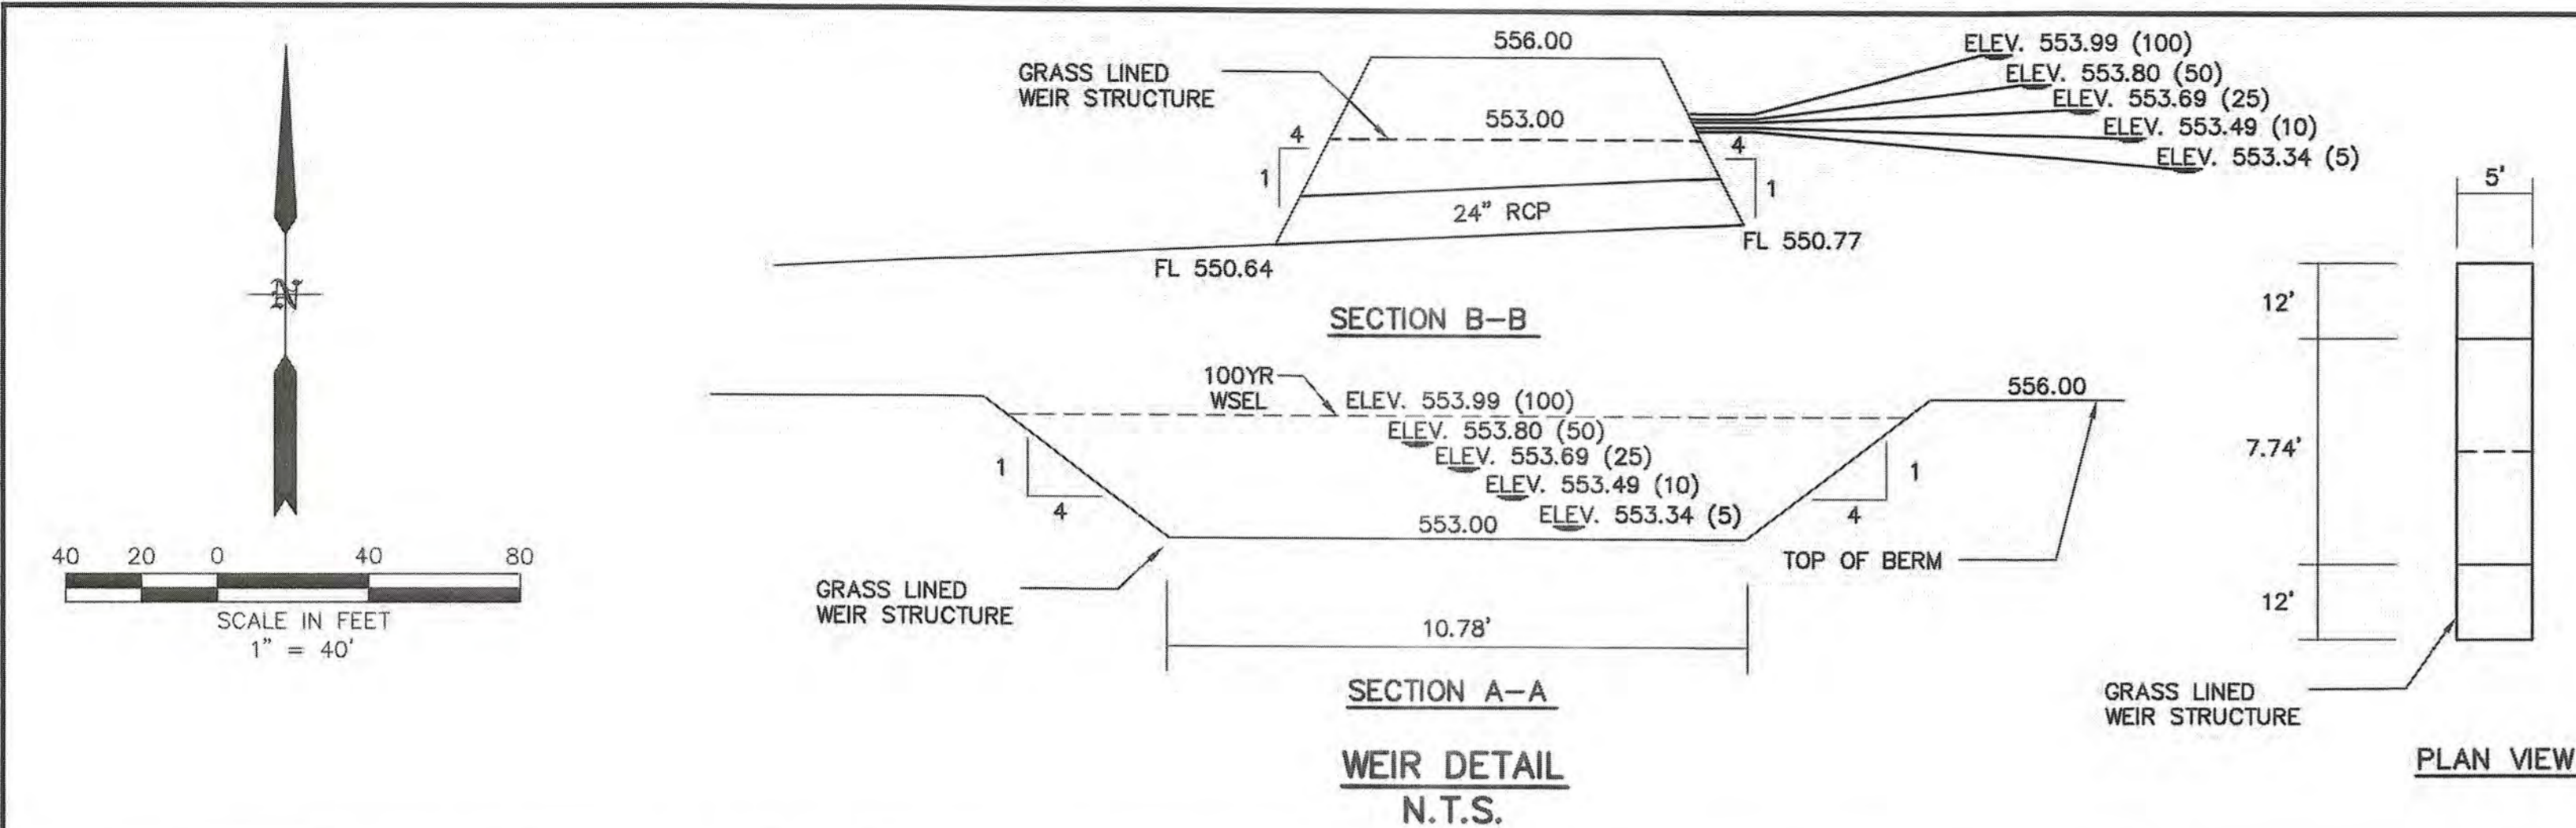 N
40 20 0 40 80
SCALE IN FEET
1" = 40'
556.00
GRASS LINED
WEIR STRUCTURE
553.00
4
1
4
1
24" RCP
FL 550.64
FL 550.77
ELEV. 553.99 (100)
ELEV. 553.80 (50)
ELEV. 553.69 (25)
ELEV. 553.49 (10)
ELEV. 553.34 (5)
SECTION B-B
100YR
WSEL
ELEV. 553.99 (100)
ELEV. 553.80 (50)
ELEV. 553.69 (25)
ELEV. 553.49 (10)
ELEV. 553.34 (5)
553.00
556.00
1
4
1
4
TOP OF BERM
GRASS LINED
WEIR STRUCTURE
10.78'
SECTION A-A
WEIR DETAIL
N.T.S.
5'
12'
7.74'
12'
GRASS LINED
WEIR STRUCTURE
PLAN VIEW